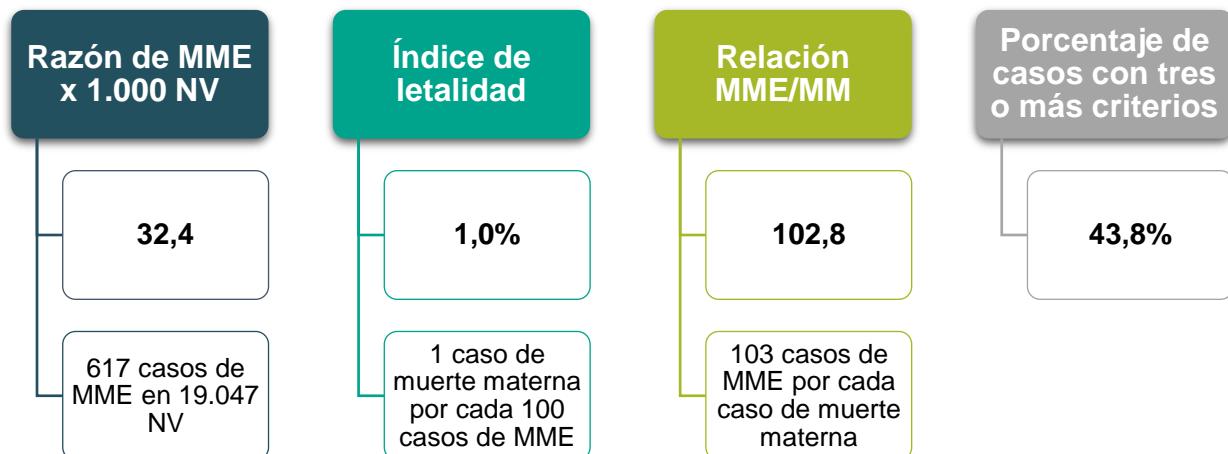 Razón de MME
x 1.000 NV
32,4
617 casos de
MME en 19.047
NV
Índice de
letalidad
1,0%
1 caso de
muerte materna
por cada 100
casos de MME
Relación
MME/MM
102,8
103 casos de
MME por cada
caso de muerte
materna
Porcentaje de
casos con tres
o más criterios
43,8%